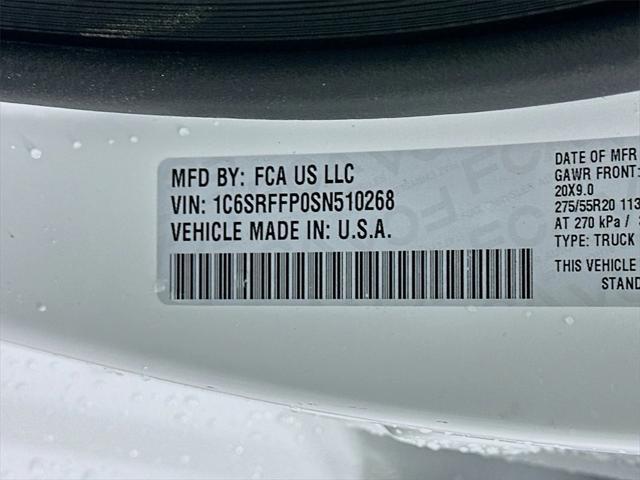 MFD BY: FCA US LLC
VIN: 1C6SRFFP0SN510268
VEHICLE MADE IN: U.S.A.
DATE OF MFR
GAWR FRONT:
20X9.0
275/55R20 113
AT 270 kPa /
TYPE: TRUCK
THIS VEHICLE
STAND